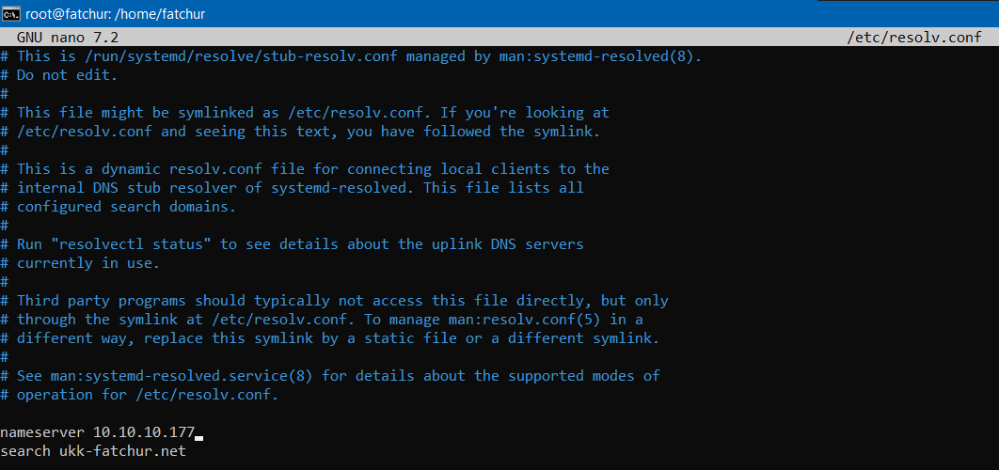 root@fatchur: /home/fatchur
GNU nano 7.2 /etc/resolv.conf
# This is /run/systemd/resolve/stub-resolv.conf managed by man:systemd-resolved(8).
# Do not edit.
#
# This file might be symlinked as /etc/resolv.conf. If you're looking at
# /etc/resolv.conf and seeing this text, you have followed the symlink.
#
# This is a dynamic resolv.conf file for connecting local clients to the
# internal DNS stub resolver of systemd-resolved. This file lists all
# configured search domains.
#
# Run "resolvectl status" to see details about the uplink DNS servers
# currently in use.
#
# Third party programs should typically not access this file directly, but only
# through the symlink at /etc/resolv.conf. To manage man:resolv.conf(5) in a
# different way, replace this symlink by a static file or a different symlink.
#
# See man:systemd-resolved.service(8) for details about the supported modes of
# operation for /etc/resolv.conf.
nameserver 10.10.10.177
search ukk-fatchur.net